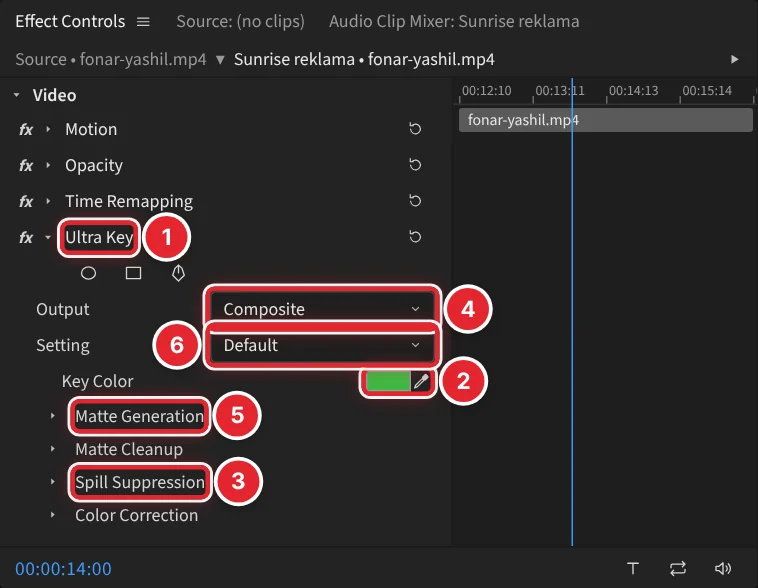 Effect Controls Source: (no clips) Audio Clip Mixer: Sunrise reklama
Source • fonar-yashil.mp4 Sunrise reklama • fonar-yashil.mp4
Video
00:12:10 00:13:11 00:14:13 00:15:14
fonar-yashil.mp4
fx Motion
fx Opacity
fx Time Remapping
fx Ultra Key 1
Output Composite 4
Setting 6 Default
Key Color 2
Matte Generation 5
Matte Cleanup
Spill Suppression 3
Color Correction
00:00:14:00